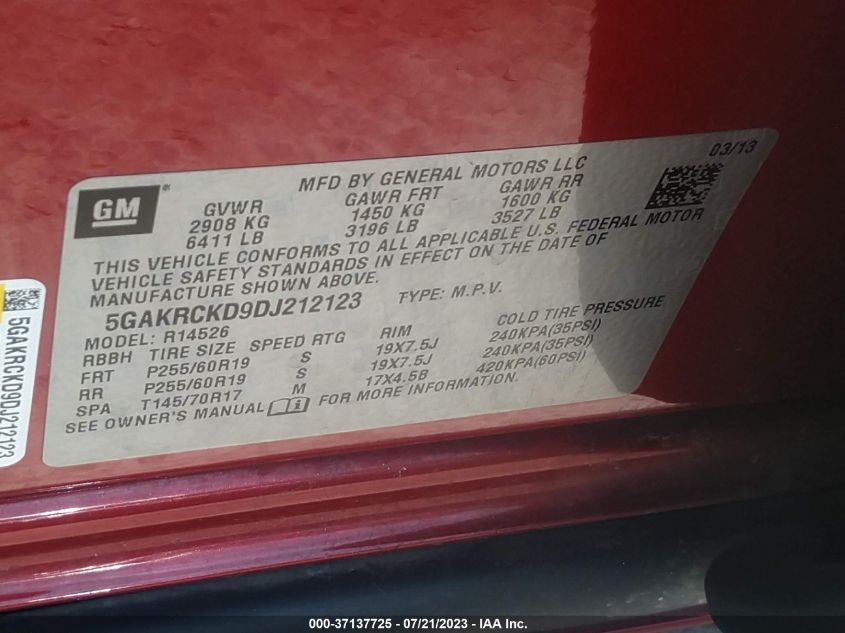 GM
MFD BY GENERAL MOTORS LLC
03/13
GVWR GAWR FRT GAWR RR
2908 KG 1450 KG 1600 KG
6411 LB 3196 LB 3527 LB
THIS VEHICLE CONFORMS TO ALL APPLICABLE U.S. FEDERAL MOTOR
VEHICLE SAFETY STANDARDS IN EFFECT ON THE DATE OF
MANUFACTURE SHOWN ABOVE.
5GAKRCKD9DJ212123 TYPE: M.P.V.
MODEL: R14526
RBBH TIRE SIZE SPEED RTG RIM COLD TIRE PRESSURE
FRT P255/60R19 S 19X7.5J 240KPA(35PSI)
RR P255/60R19 S 19X7.5J 240KPA(35PSI)
SPA T145/70R17 M 17X4.5B 420KPA(60PSI)
SEE OWNER'S MANUAL FOR MORE INFORMATION.
5GAKRCKD9DJ212123
000-37137725 - 07/21/2023 - IAA Inc.